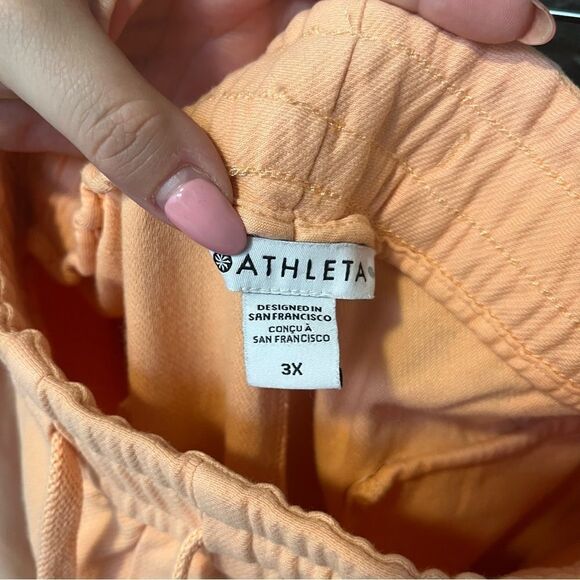 ATHLETA
DESIGNED IN
SAN FRANCISCO
CONÇU À
SAN FRANCISCO
3X